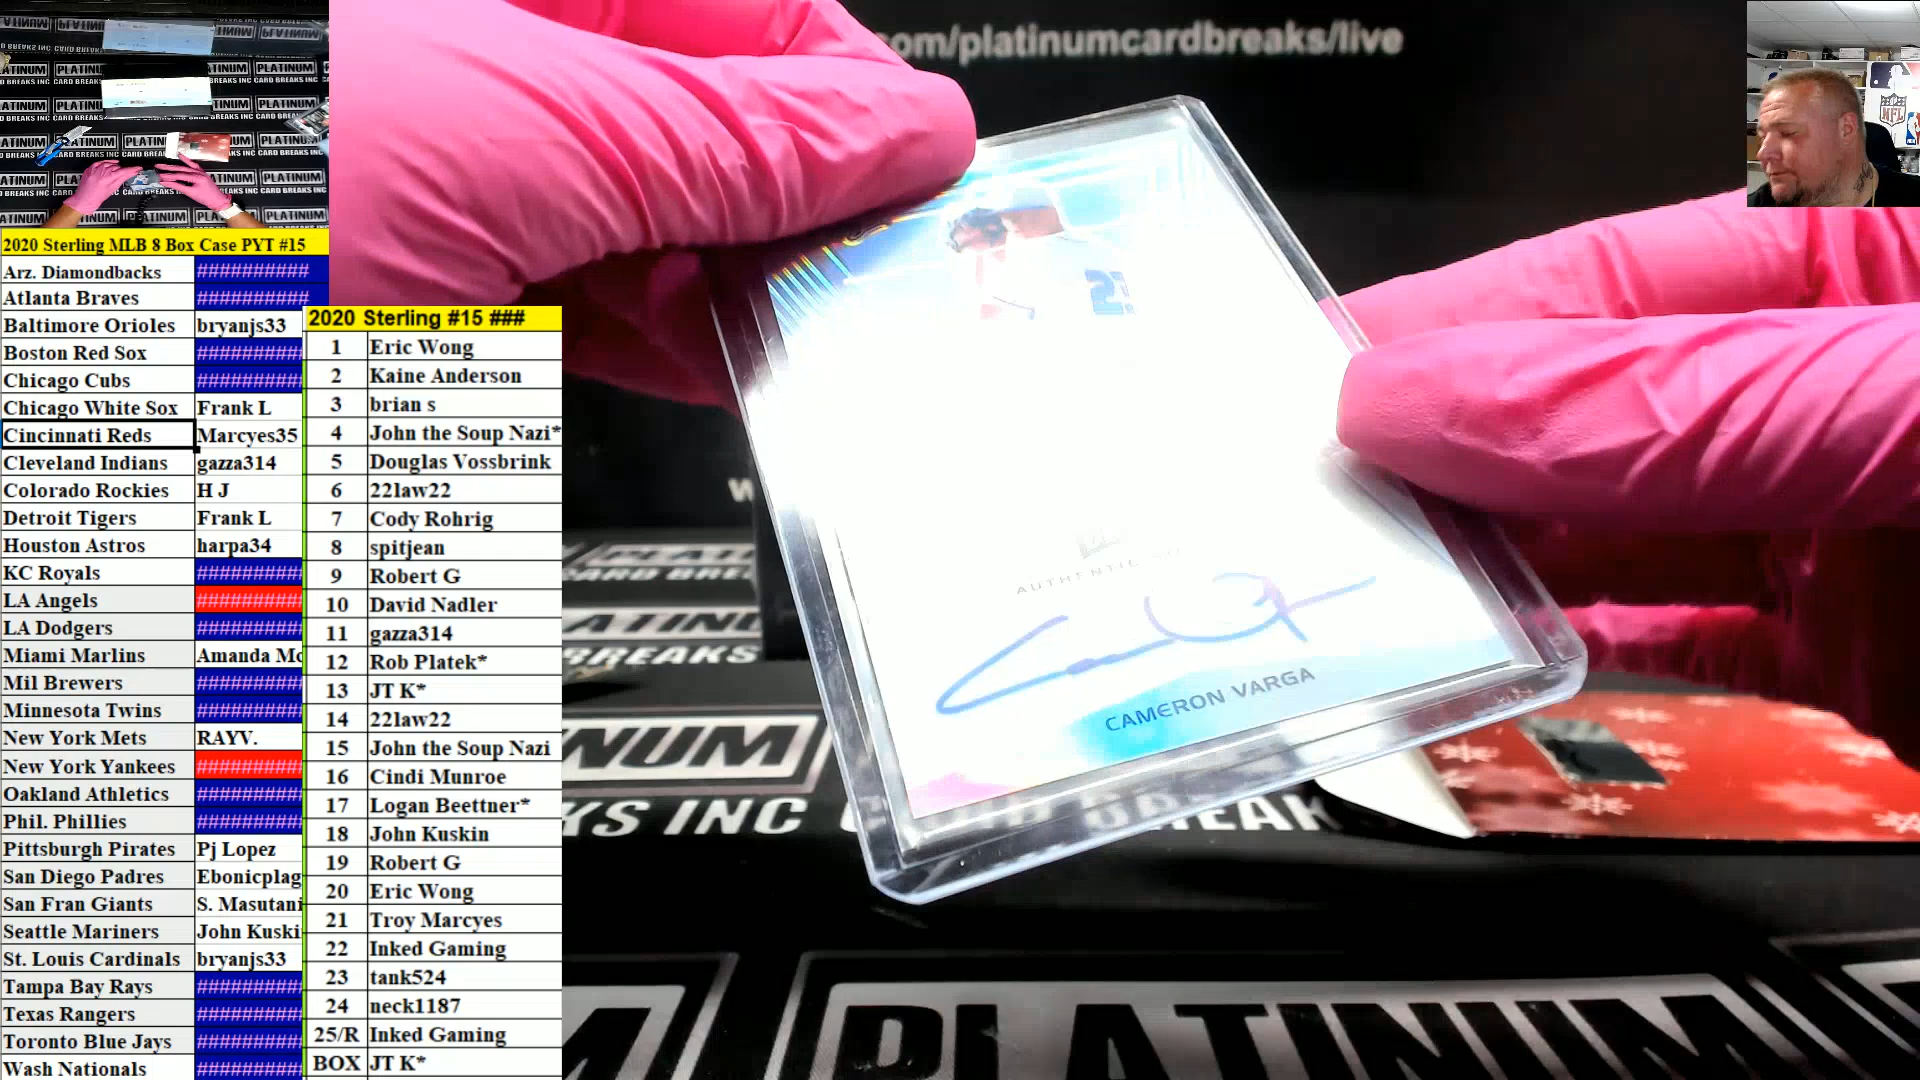 .com/platinumcardbreaks/live
2020 Sterling MLB 8 Box Case PYT #15
Arz. Diamondbacks ##########
Atlanta Braves ##########
Baltimore Orioles bryanjs33
Boston Red Sox ##########
Chicago Cubs ##########
Chicago White Sox Frank L
Cincinnati Reds Marcyes35
Cleveland Indians gazza314
Colorado Rockies H J
Detroit Tigers Frank L
Houston Astros harpa34
KC Royals ##########
LA Angels ##########
LA Dodgers ##########
Miami Marlins Amanda Mc
Mil Brewers ##########
Minnesota Twins ##########
New York Mets RAYV.
New York Yankees ##########
Oakland Athletics ##########
Phil. Phillies ##########
Pittsburgh Pirates Pj Lopez
San Diego Padres Ebonicplag
San Fran Giants S. Masutani
Seattle Mariners John Kuski
St. Louis Cardinals bryanjs33
Tampa Bay Rays ##########
Texas Rangers ##########
Toronto Blue Jays ##########
Wash Nationals ##########
2020 Sterling #15 ###
1 Eric Wong
2 Kaine Anderson
3 brian s
4 John the Soup Nazi*
5 Douglas Vossbrink
6 22law22
7 Cody Rohrig
8 spitjean
9 Robert G
10 David Nadler
11 gazza314
12 Rob Platek*
13 JT K*
14 22law22
15 John the Soup Nazi
16 Cindi Munroe
17 Logan Beettner*
18 John Kuskin
19 Robert G
20 Eric Wong
21 Troy Marcyes
22 Inked Gaming
23 tank524
24 neck1187
25/R Inked Gaming
BOX JT K*
AUTHENTIC
CAMERON VARGA
PLATINUM
NFL